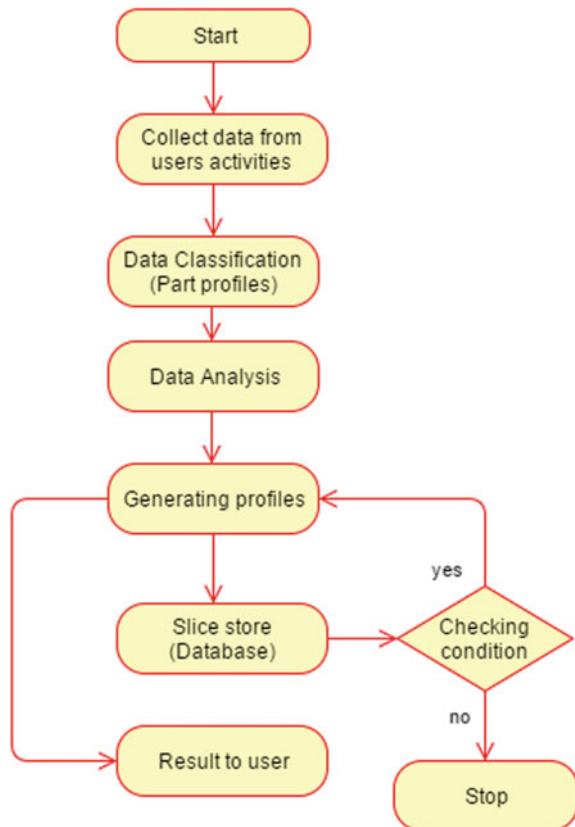 Start
Collect data from
users activities
Data Classification
(Part profiles)
Data Analysis
Generating profiles
yes
Slice store
(Database)
Checking
condition
no
Result to user
Stop